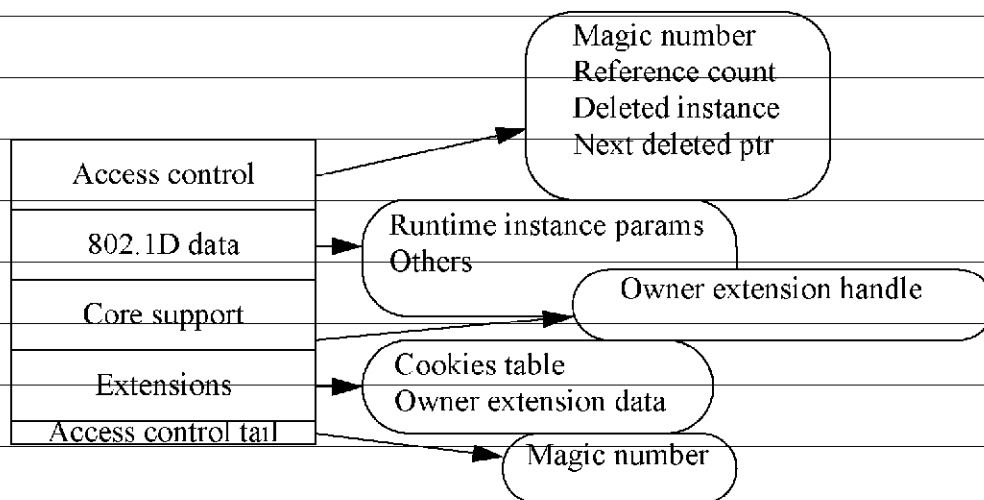 Magic number
Reference count
Deleted instance
Next deleted ptr
Access control
802.1D data
Runtime instance params
Others
Core support
Owner extension handle
Extensions
Cookies table
Owner extension data
Access control tail
Magic number